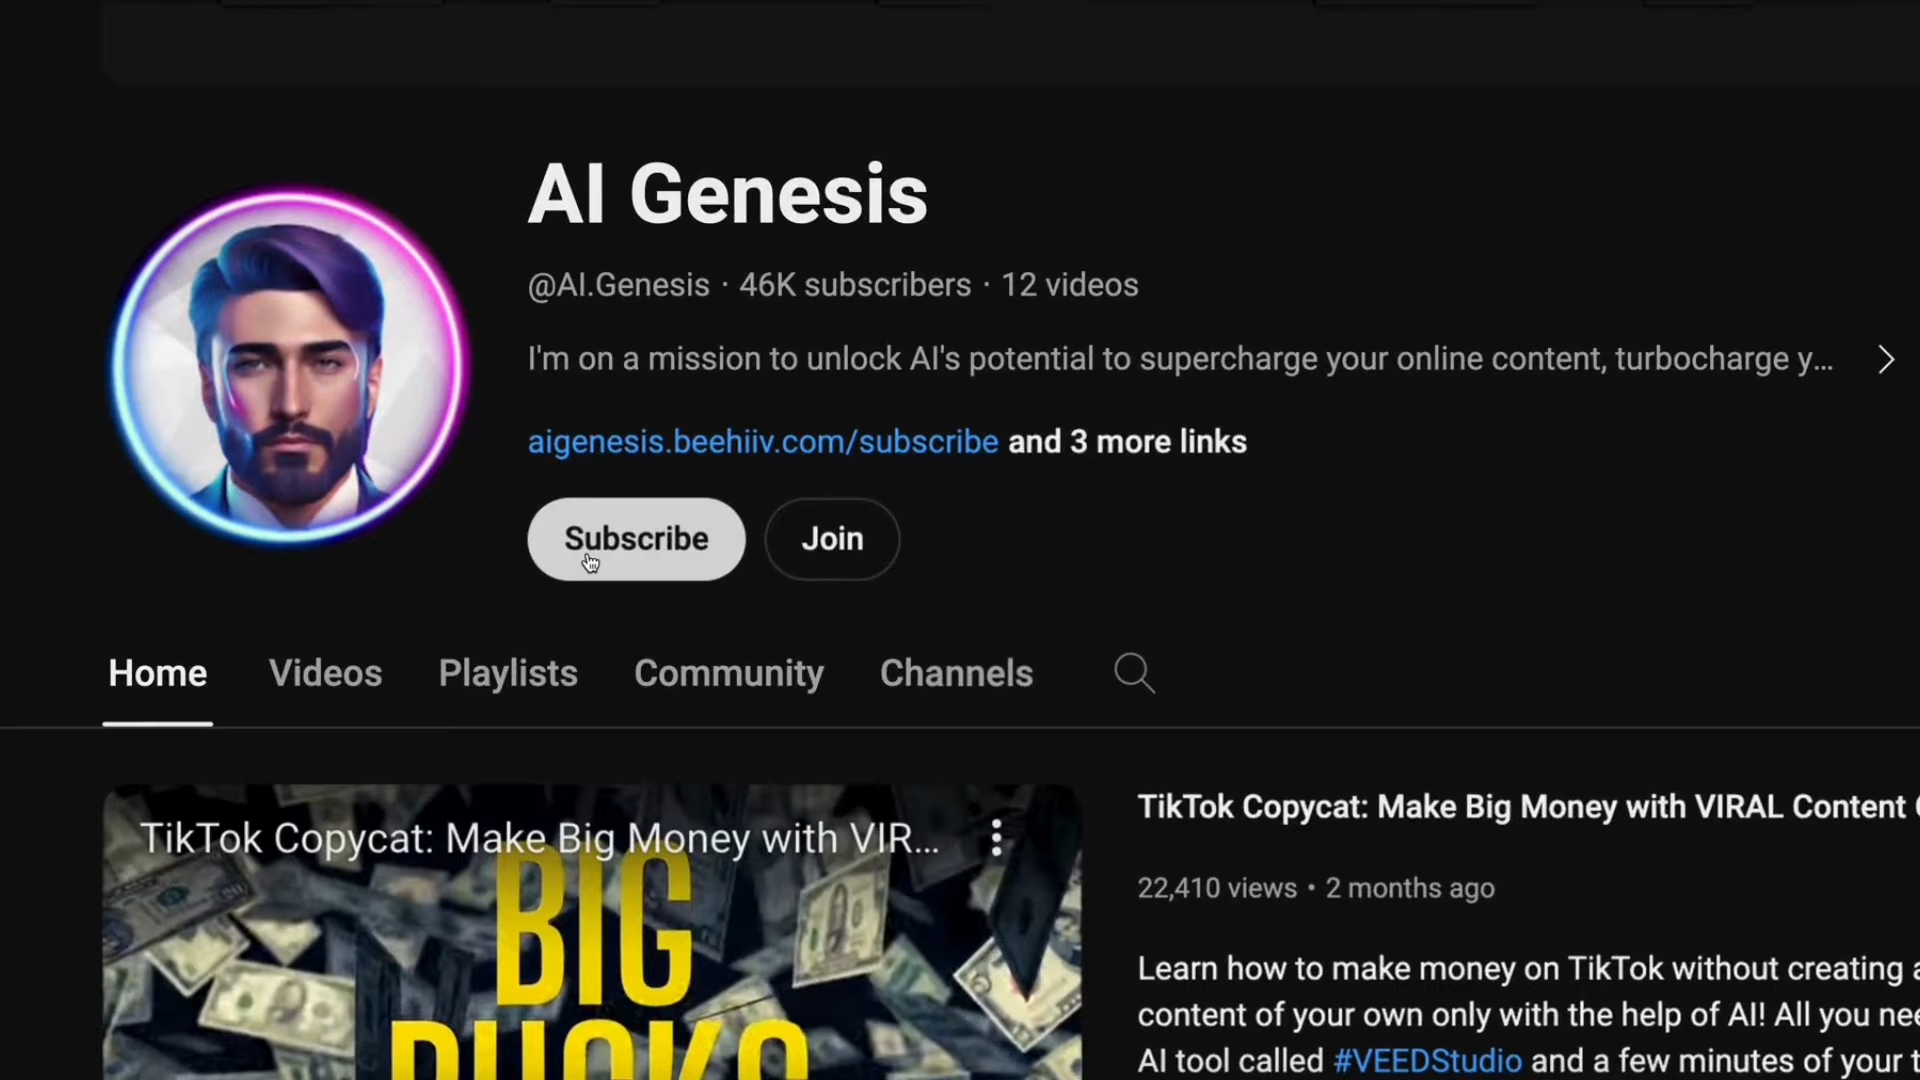 AI Genesis
@AI.Genesis · 46K subscribers · 12 videos
I'm on a mission to unlock AI's potential to supercharge your online content, turbocharge y...
aigenesis.beehiiv.com/subscribe and 3 more links
Subscribe Join
Home Videos Playlists Community Channels
TikTok Copycat: Make Big Money with VIR...
BIG
BUCKS
TikTok Copycat: Make Big Money with VIRAL Content
22,410 views • 2 months ago
Learn how to make money on TikTok without creating
content of your own only with the help of AI! All you
AI tool called #VEEDStudio and a few minutes of your